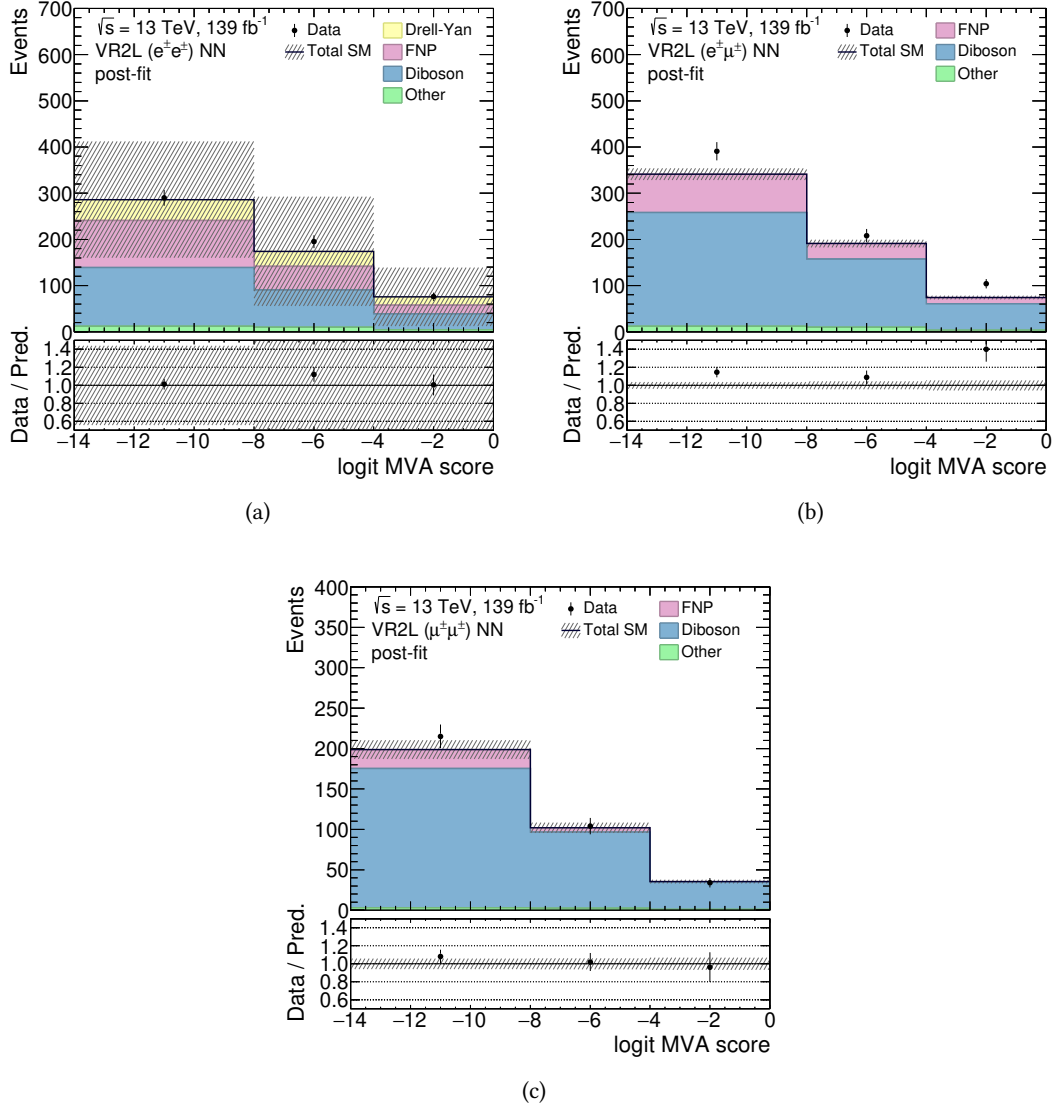 Events
700
600
500
400
300
200
100
0
√s = 13 TeV, 139 fb⁻¹
VR2L (e±e±) NN
post-fit
Data
Total SM
Drell-Yan
FNP
Diboson
Other
Data / Pred.
1.4
1.2
1.0
0.8
0.6
−14 −12 −10 −8 −6 −4 −2 0
logit MVA score
(a)
Events
700
600
500
400
300
200
100
0
√s = 13 TeV, 139 fb⁻¹
VR2L (e±μ±) NN
post-fit
Data
Total SM
FNP
Diboson
Other
Data / Pred.
1.4
1.2
1.0
0.8
0.6
−14 −12 −10 −8 −6 −4 −2 0
logit MVA score
(b)
Events
400
350
300
250
200
150
100
50
0
√s = 13 TeV, 139 fb⁻¹
VR2L (μ±μ±) NN
post-fit
Data
Total SM
FNP
Diboson
Other
Data / Pred.
1.4
1.2
1.0
0.8
0.6
−14 −12 −10 −8 −6 −4 −2 0
logit MVA score
(c)